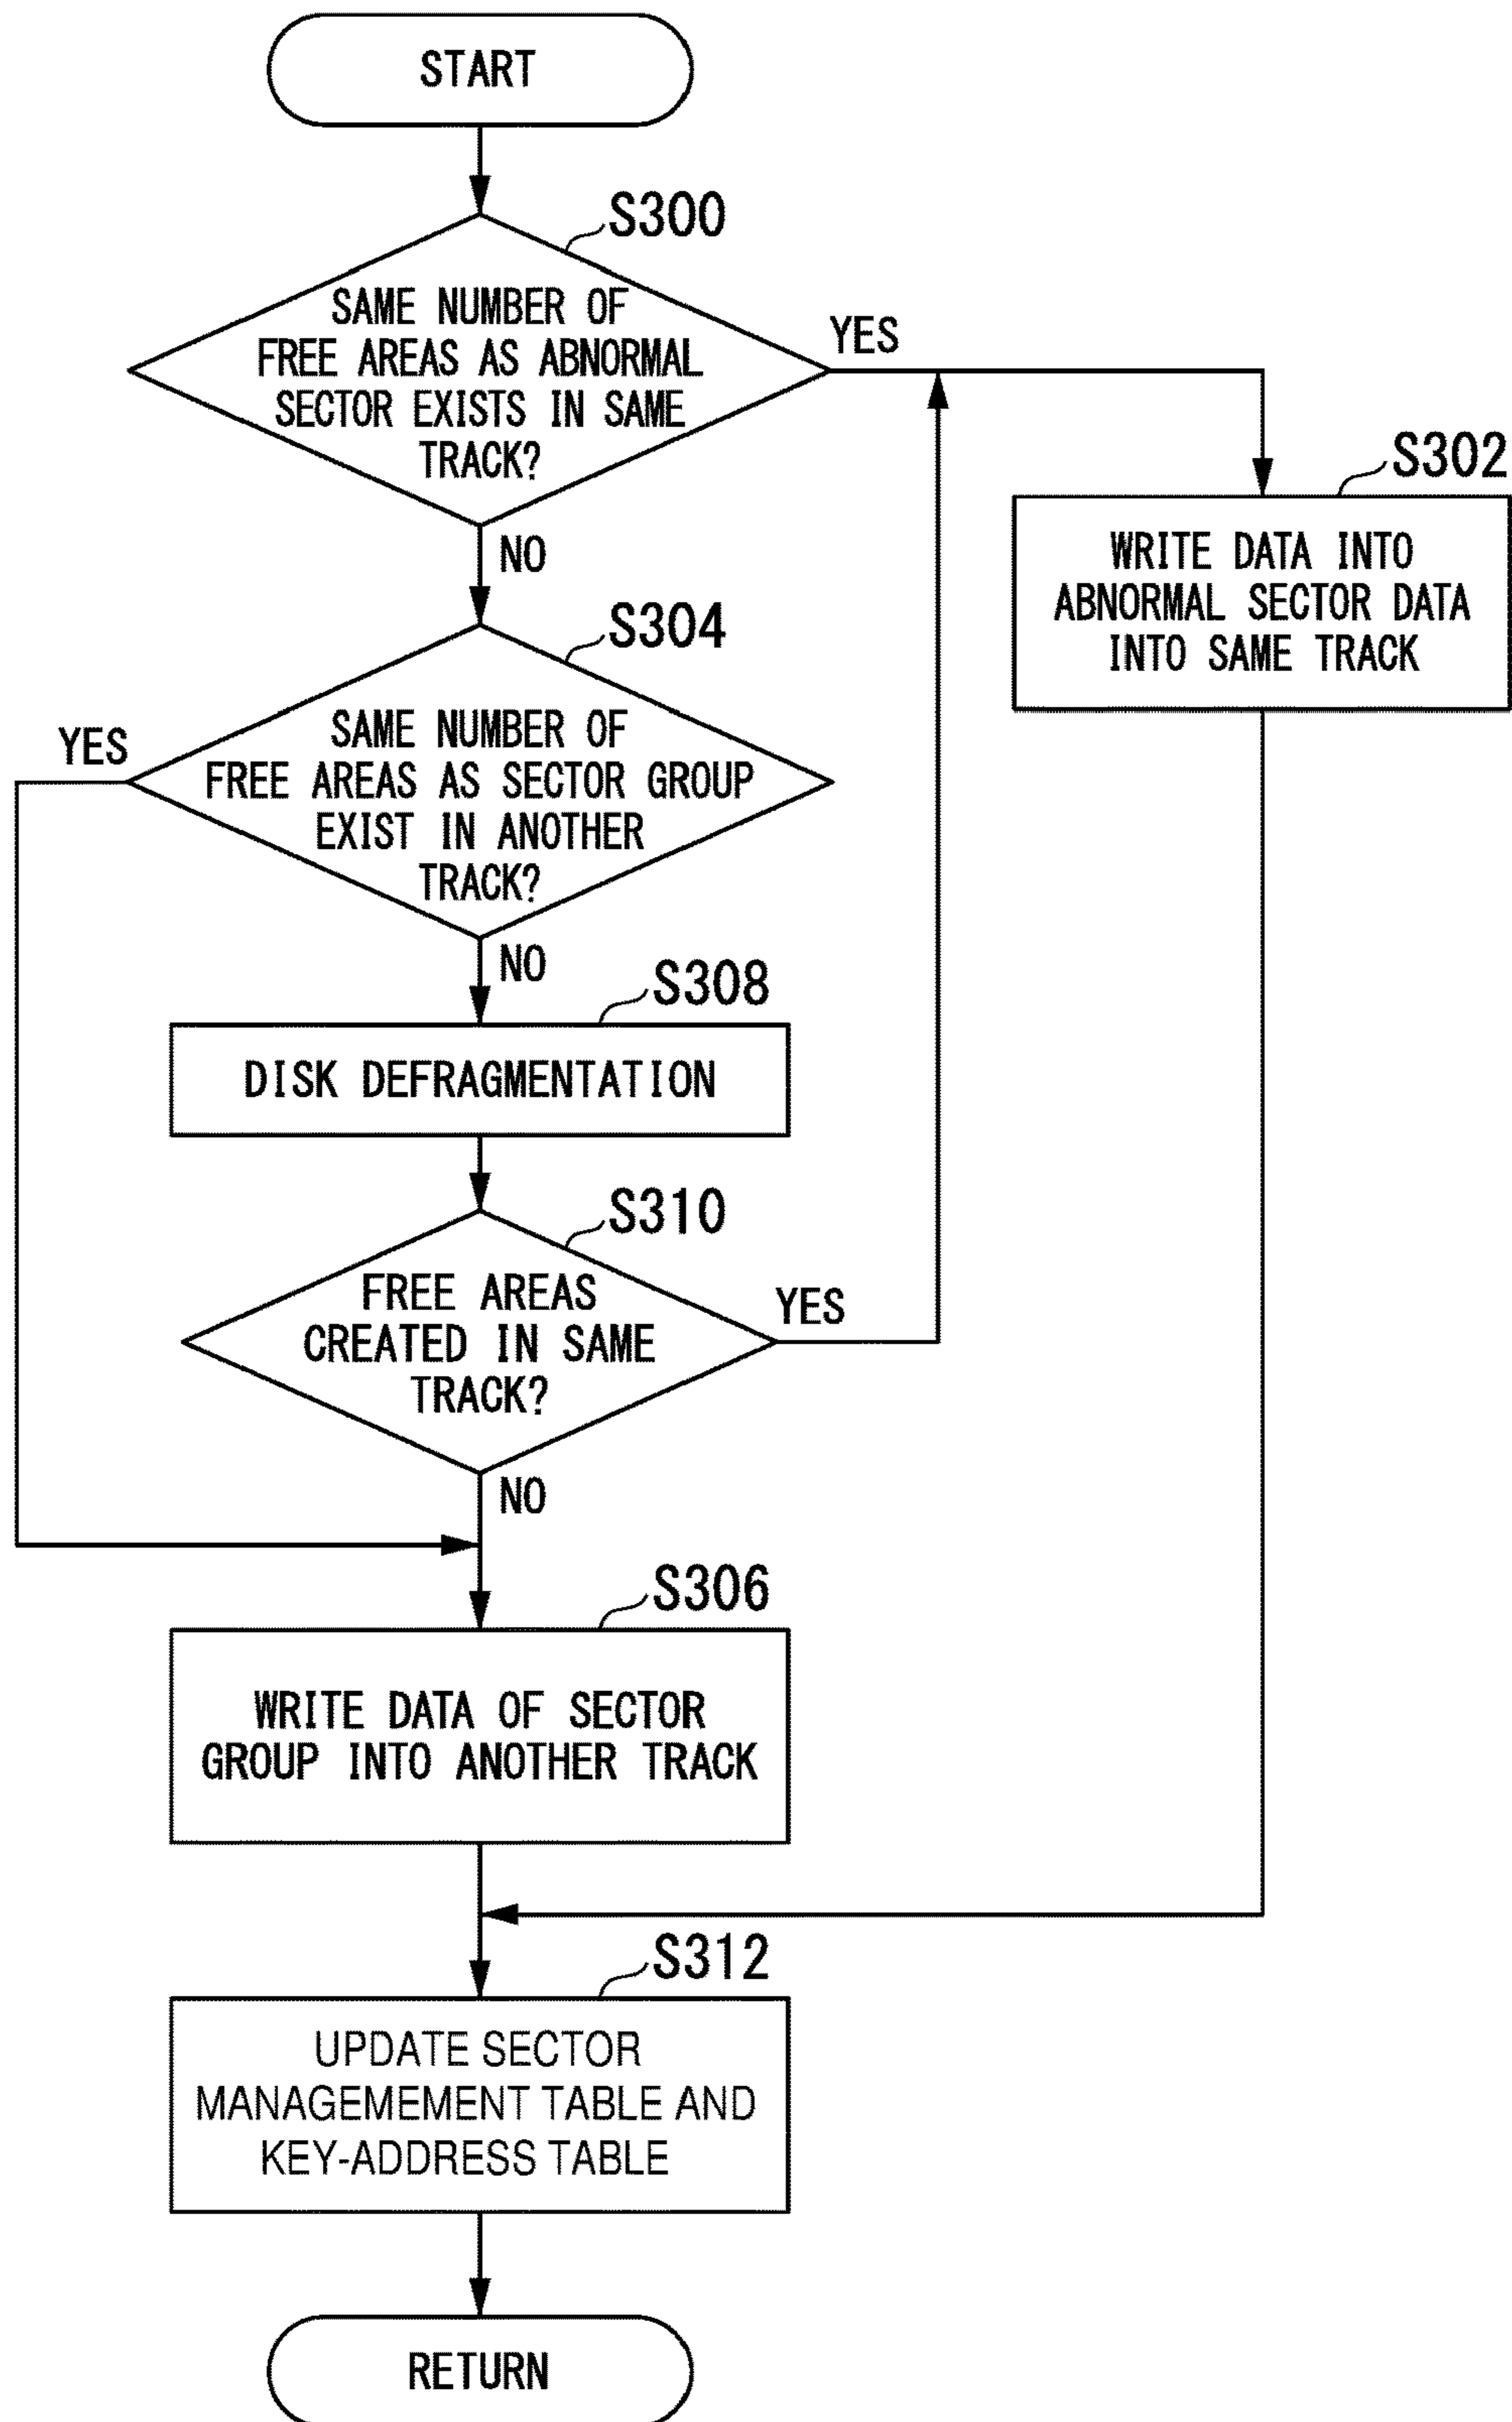 START
S300
SAME NUMBER OF
FREE AREAS AS ABNORMAL
SECTOR EXISTS IN SAME
TRACK?
YES
NO
S302
WRITE DATA INTO
ABNORMAL SECTOR DATA
INTO SAME TRACK
S304
SAME NUMBER OF
FREE AREAS AS SECTOR GROUP
EXIST IN ANOTHER
TRACK?
YES
NO
S308
DISK DEFRAGMENTATION
S310
FREE AREAS
CREATED IN SAME
TRACK?
YES
NO
S306
WRITE DATA OF SECTOR
GROUP INTO ANOTHER TRACK
S312
UPDATE SECTOR
MANAGEMEMENT TABLE AND
KEY-ADDRESS TABLE
RETURN